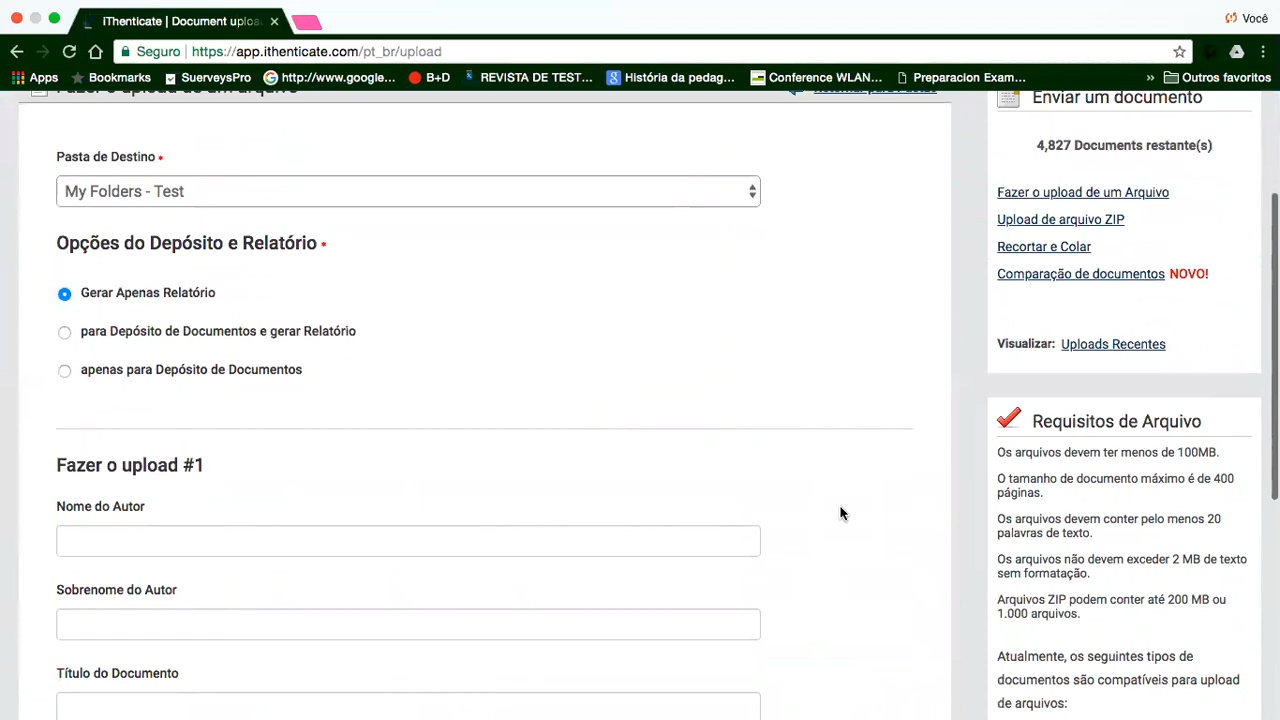 iThenticate | Document uploa
Você
Seguro https://app.ithenticate.com/pt_br/upload
Apps Bookmarks SuerveysPro http://www.google... B+D REVISTA DE TEST... História da pedag... Conference WLAN... Preparacion Exam... » Outros favoritos
Fazer o upload de um arquivo
Enviar um documento
Pasta de Destino *
4,827 Documents restante(s)
My Folders - Test
Fazer o upload de um Arquivo
Upload de arquivo ZIP
Opções do Depósito e Relatório *
Recortar e Colar
Comparação de documentos NOVO!
Gerar Apenas Relatório
para Depósito de Documentos e gerar Relatório
Visualizar: Uploads Recentes
apenas para Depósito de Documentos
Requisitos de Arquivo
Os arquivos devem ter menos de 100MB.
O tamanho de documento máximo é de 400
páginas.
Os arquivos devem conter pelo menos 20
palavras de texto.
Os arquivos não devem exceder 2 MB de texto
sem formatação.
Arquivos ZIP podem conter até 200 MB ou
1.000 arquivos.
Atualmente, os seguintes tipos de
documentos são compatíveis para upload
de arquivos:
Fazer o upload #1
Nome do Autor
Sobrenome do Autor
Título do Documento